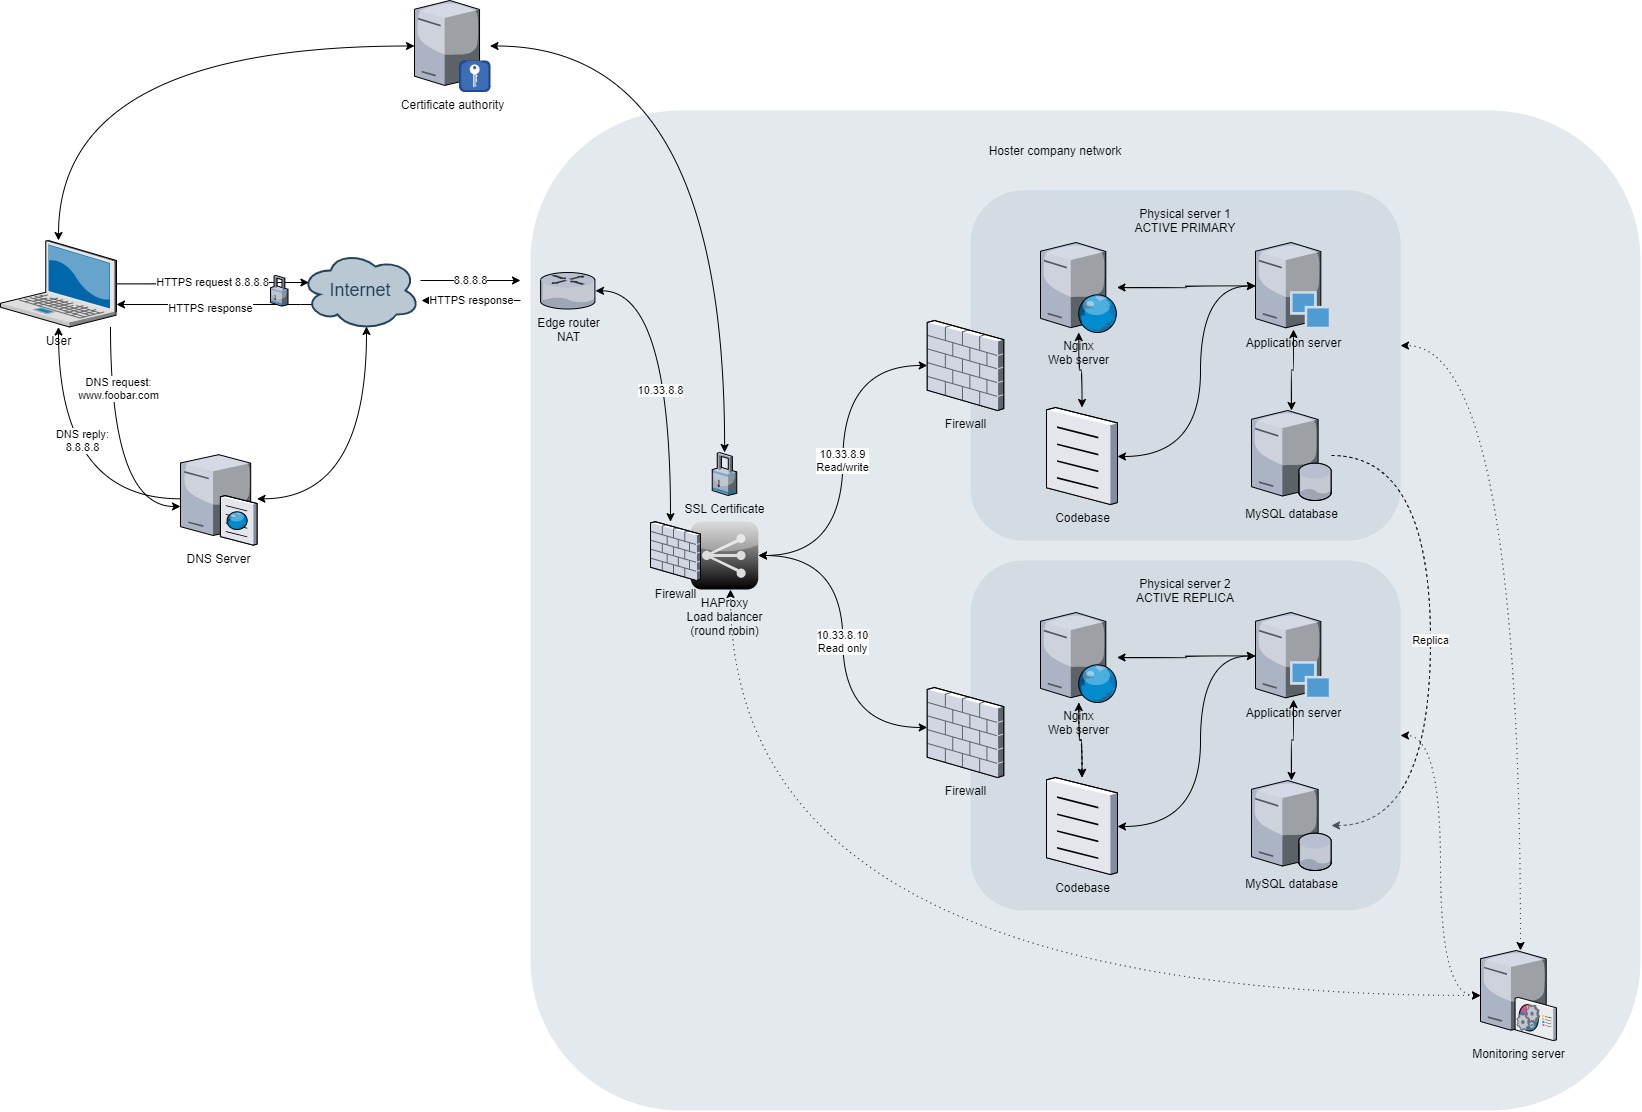 Certificate authority
Hoster company network
Physical server 1
ACTIVE PRIMARY
HTTPS request 8.8.8.8
HTTPS response
Internet
8.8.8.8
HTTPS response
User
Edge router
NAT
Nginx
Web server
Application server
DNS request:
www.foobar.com
10.33.8.8
Firewall
DNS reply:
8.8.8.8
10.33.8.9
Read/write
SSL Certificate
Codebase
MySQL database
DNS Server
Firewall
HAProxy
Load balancer
(round robin)
Physical server 2
ACTIVE REPLICA
10.33.8.10
Read only
Replica
Nginx
Web server
Application server
Firewall
Codebase
MySQL database
Monitoring server